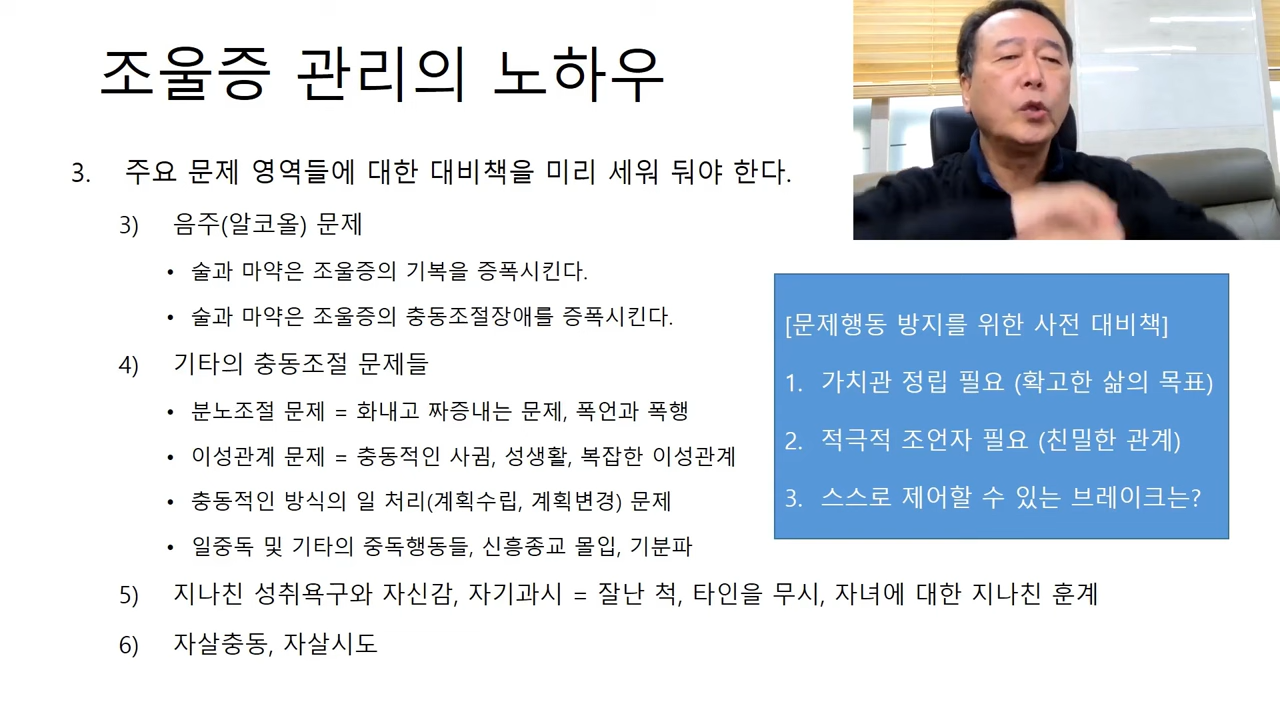 조울증 관리의 노하우
3. 주요 문제 영역들에 대한 대비책을 미리 세워 둬야 한다.
3) 음주(알코올) 문제
• 술과 마약은 조울증의 기복을 증폭시킨다.
• 술과 마약은 조울증의 충동조절장애를 증폭시킨다.
4) 기타의 충동조절 문제들
• 분노조절 문제 = 화내고 짜증내는 문제, 폭언과 폭행
• 이성관계 문제 = 충동적인 사귐, 성생활, 복잡한 이성관계
• 충동적인 방식의 일 처리(계획수립, 계획변경) 문제
• 일중독 및 기타의 중독행동들, 신흥종교 몰입, 기분파
5) 지나친 성취욕구와 자신감, 자기과시 = 잘난 척, 타인을 무시, 자녀에 대한 지나친 훈계
6) 자살충동, 자살시도
[문제행동 방지를 위한 사전 대비책]
1. 가치관 정립 필요 (확고한 삶의 목표)
2. 적극적 조언자 필요 (친밀한 관계)
3. 스스로 제어할 수 있는 브레이크는?